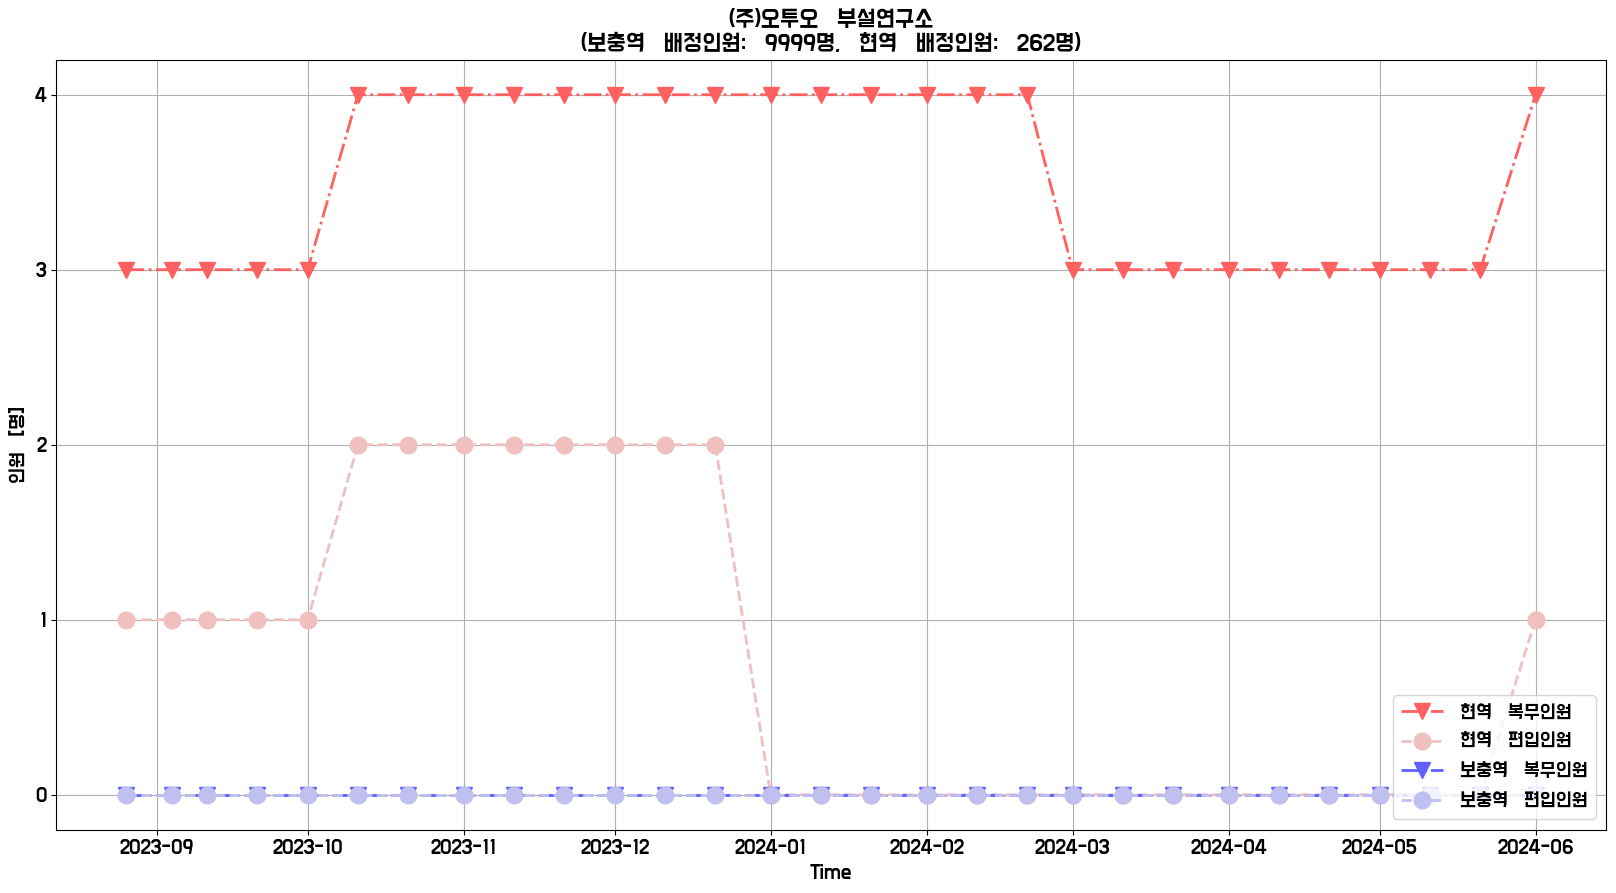 (주)오투오 부설연구소
(보충역 배정인원: 9999명, 현역 배정인원: 262명)
4
3
2
1
0
인원 [명]
2023-09
2023-10
2023-11
2023-12
2024-01
2024-02
2024-03
2024-04
2024-05
2024-06
Time
현역 복무인원
현역 편입인원
보충역 복무인원
보충역 편입인원